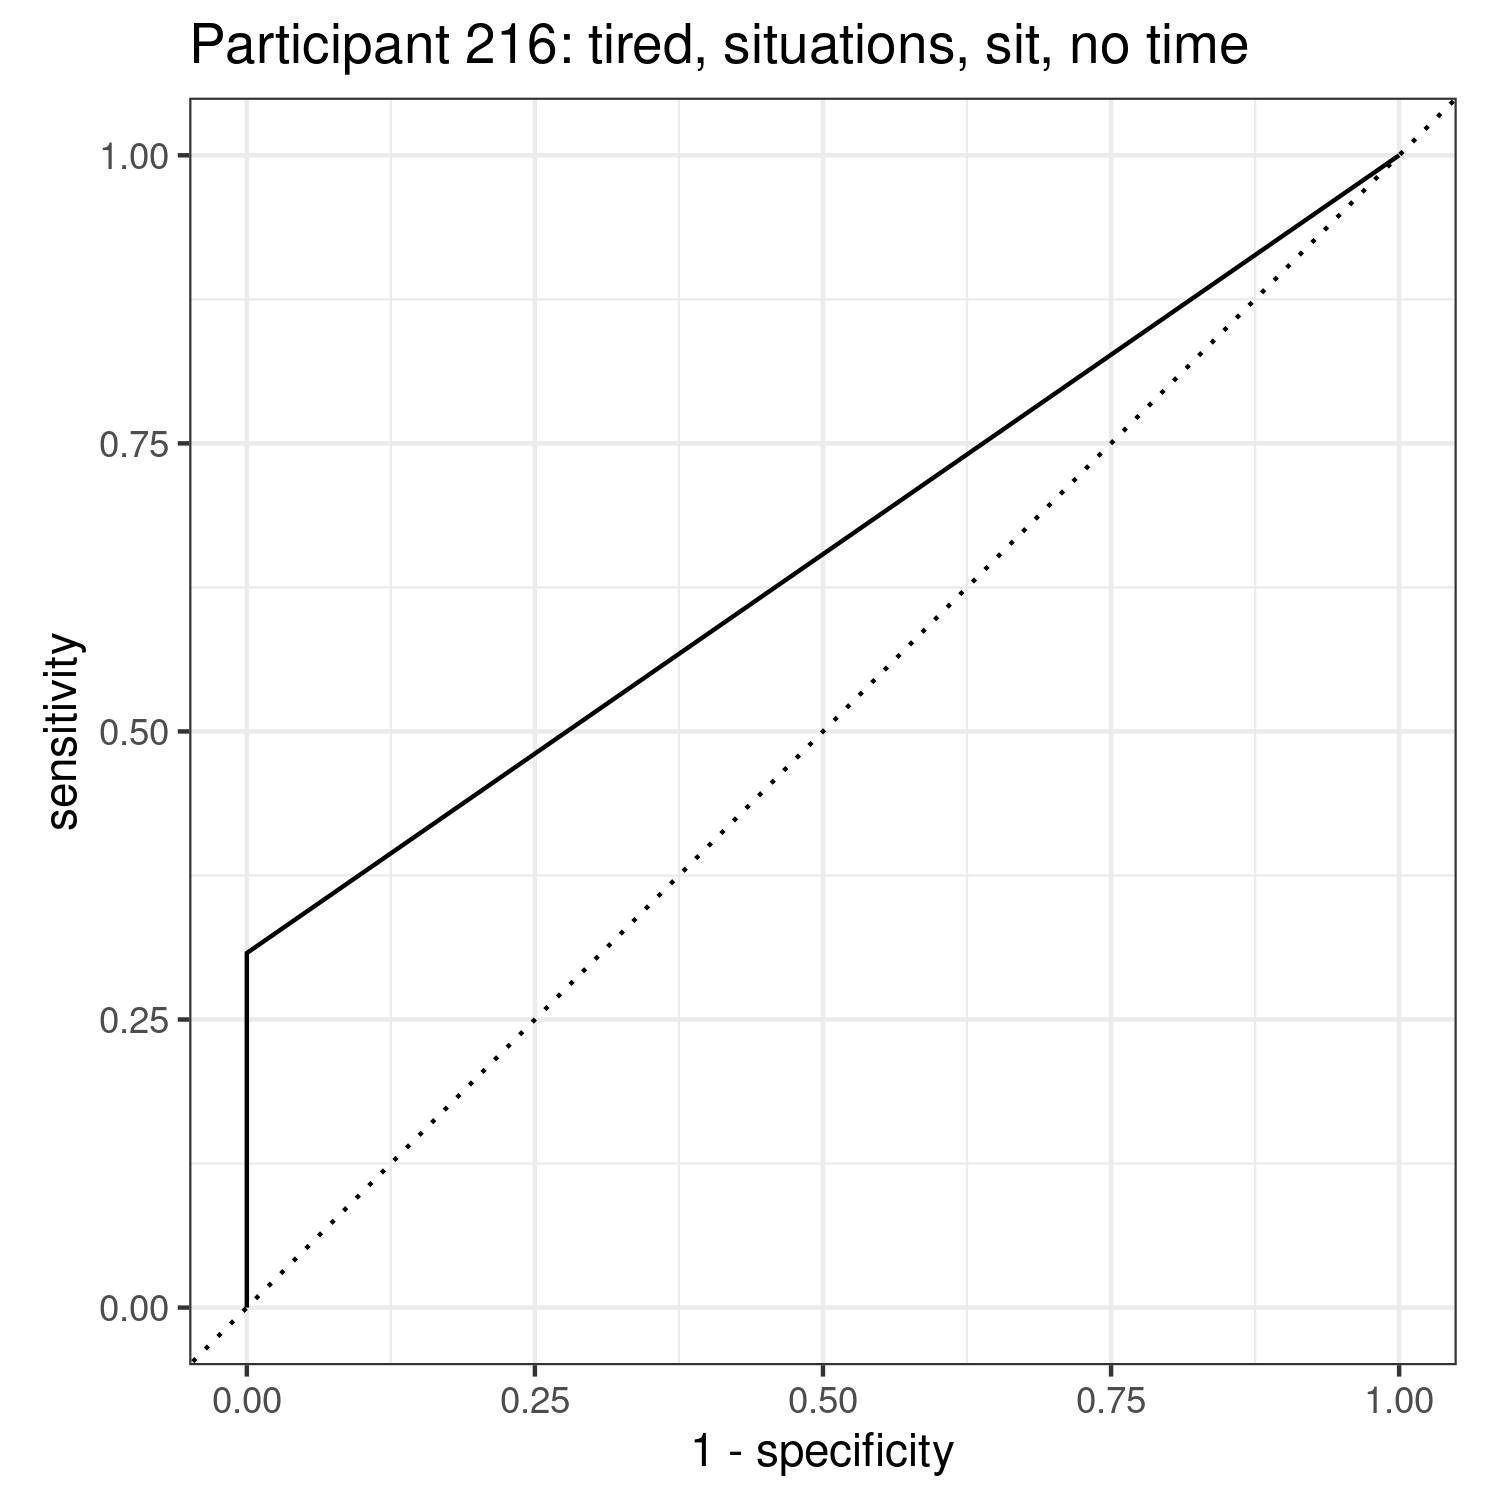 Participant 216: tired, situations, sit, no time
1.00
0.75
0.50
0.25
0.00
sensitivity
0.00 0.25 0.50 0.75 1.00
1 - specificity